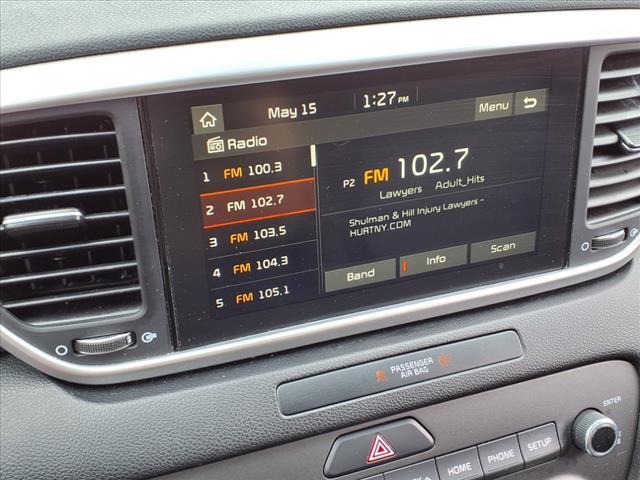 May 15 1:27 PM
Radio Menu
1 FM 100.3
2 FM 102.7
3 FM 103.5
4 FM 104.3
5 FM 105.1
P2 FM 102.7
Lawyers Adult_Hits
Shulman & Hill Injury Lawyers -
HURTNY.COM
Band Info Scan
PASSENGER
AIR BAG
ENTER
HOME PHONE SETUP